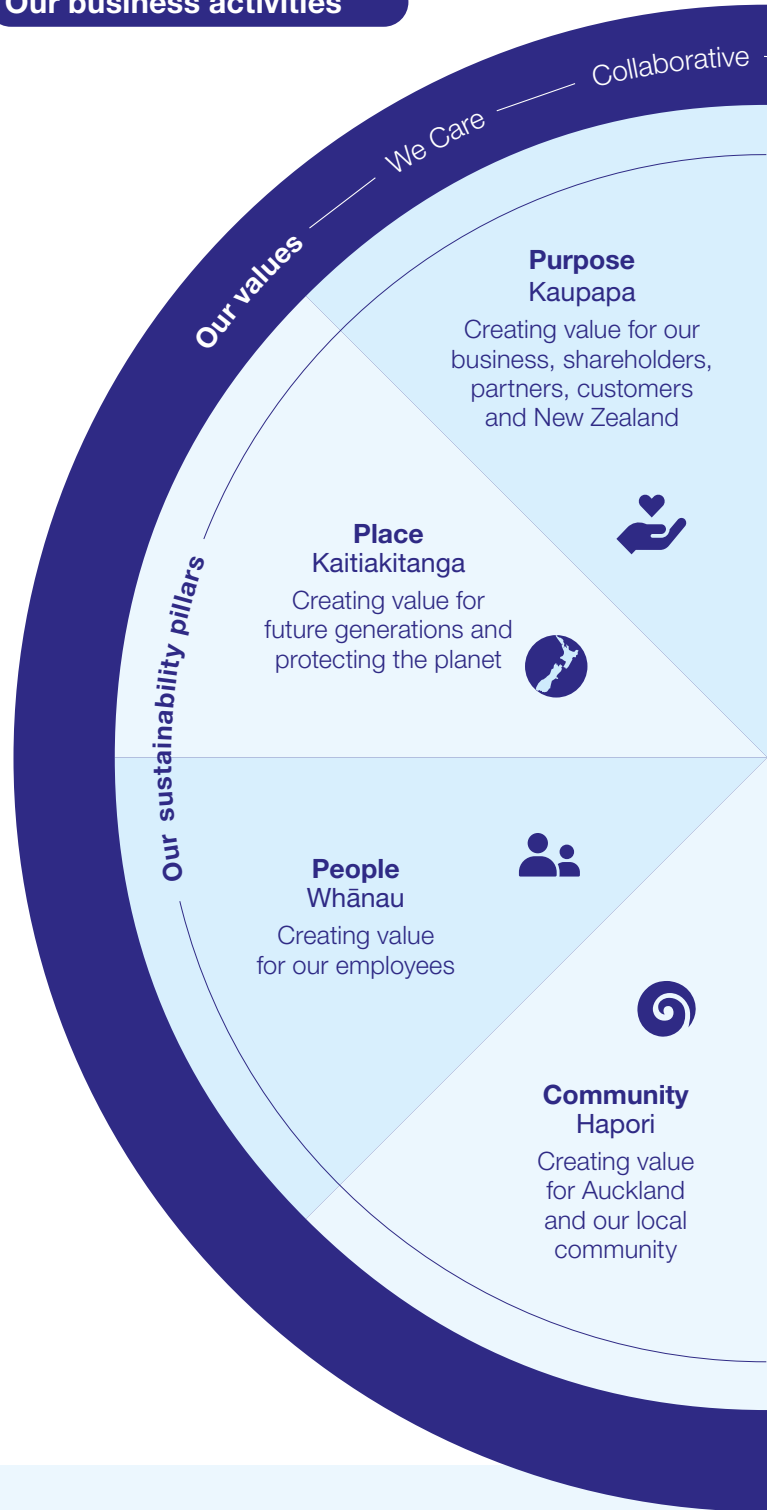 Our business activities
Our values
We Care
Collaborative
Our sustainability pillars
Purpose
Kaupapa
Creating value for our
business, shareholders,
partners, customers
and New Zealand
Place
Kaitiakitanga
Creating value for
future generations and
protecting the planet
People
Whānau
Creating value
for our employees
Community
Hapori
Creating value
for Auckland
and our local
community